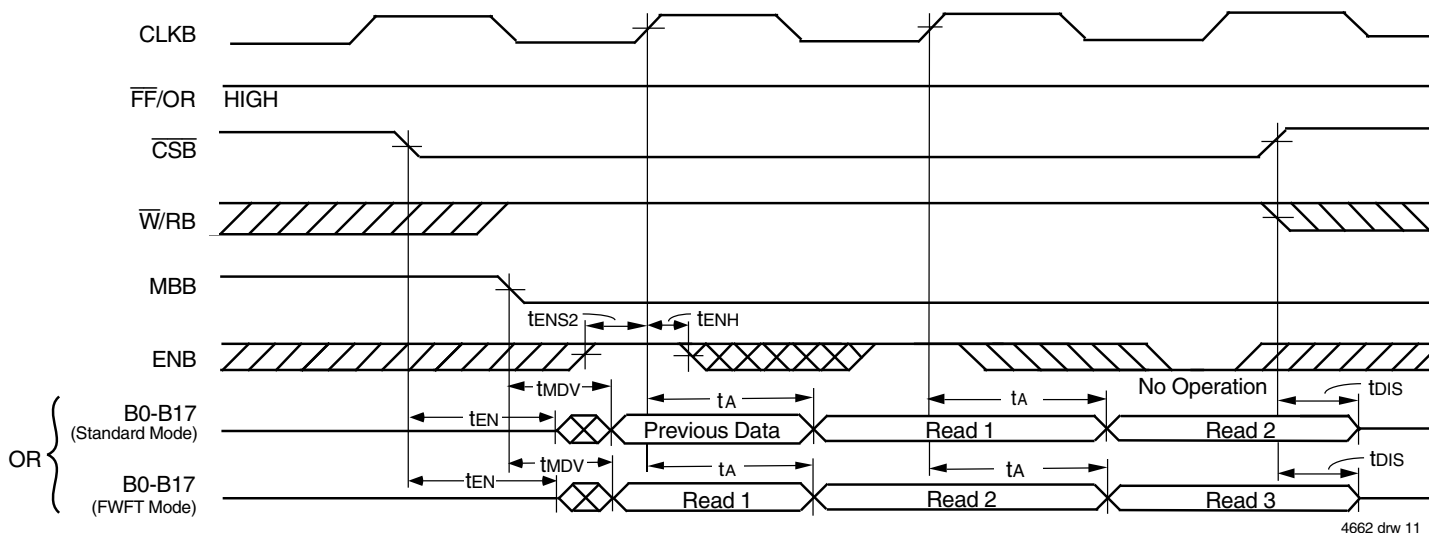 CLKB
FF/OR HIGH
CSB
W/RB
MBB
tENS2 tENH
ENB
No Operation
tMDV tA tA tDIS
tEN
B0-B17
(Standard Mode)
Previous Data Read 1 Read 2
OR
tMDV tA tA tDIS
tEN
B0-B17
(FWFT Mode)
Read 1 Read 2 Read 3
4662 drw 11